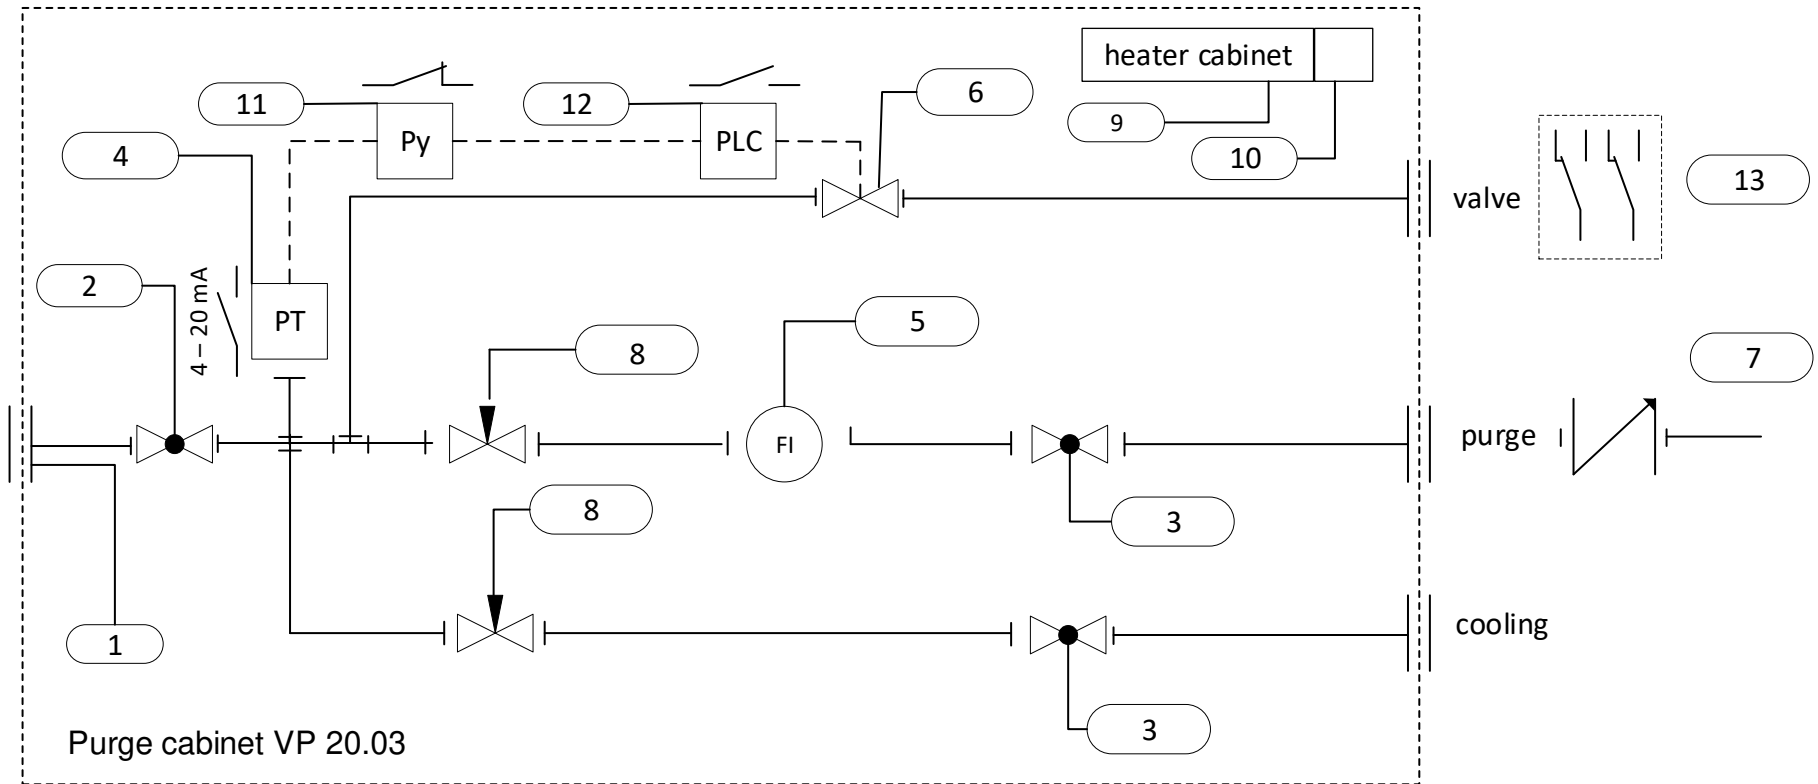 heater cabinet
11
12
6
9
4
Py
PLC
10
valve
13
2
4 – 20 mA
PT
5
8
7
purge
FI
8
3
cooling
1
3
Purge cabinet VP 20.03